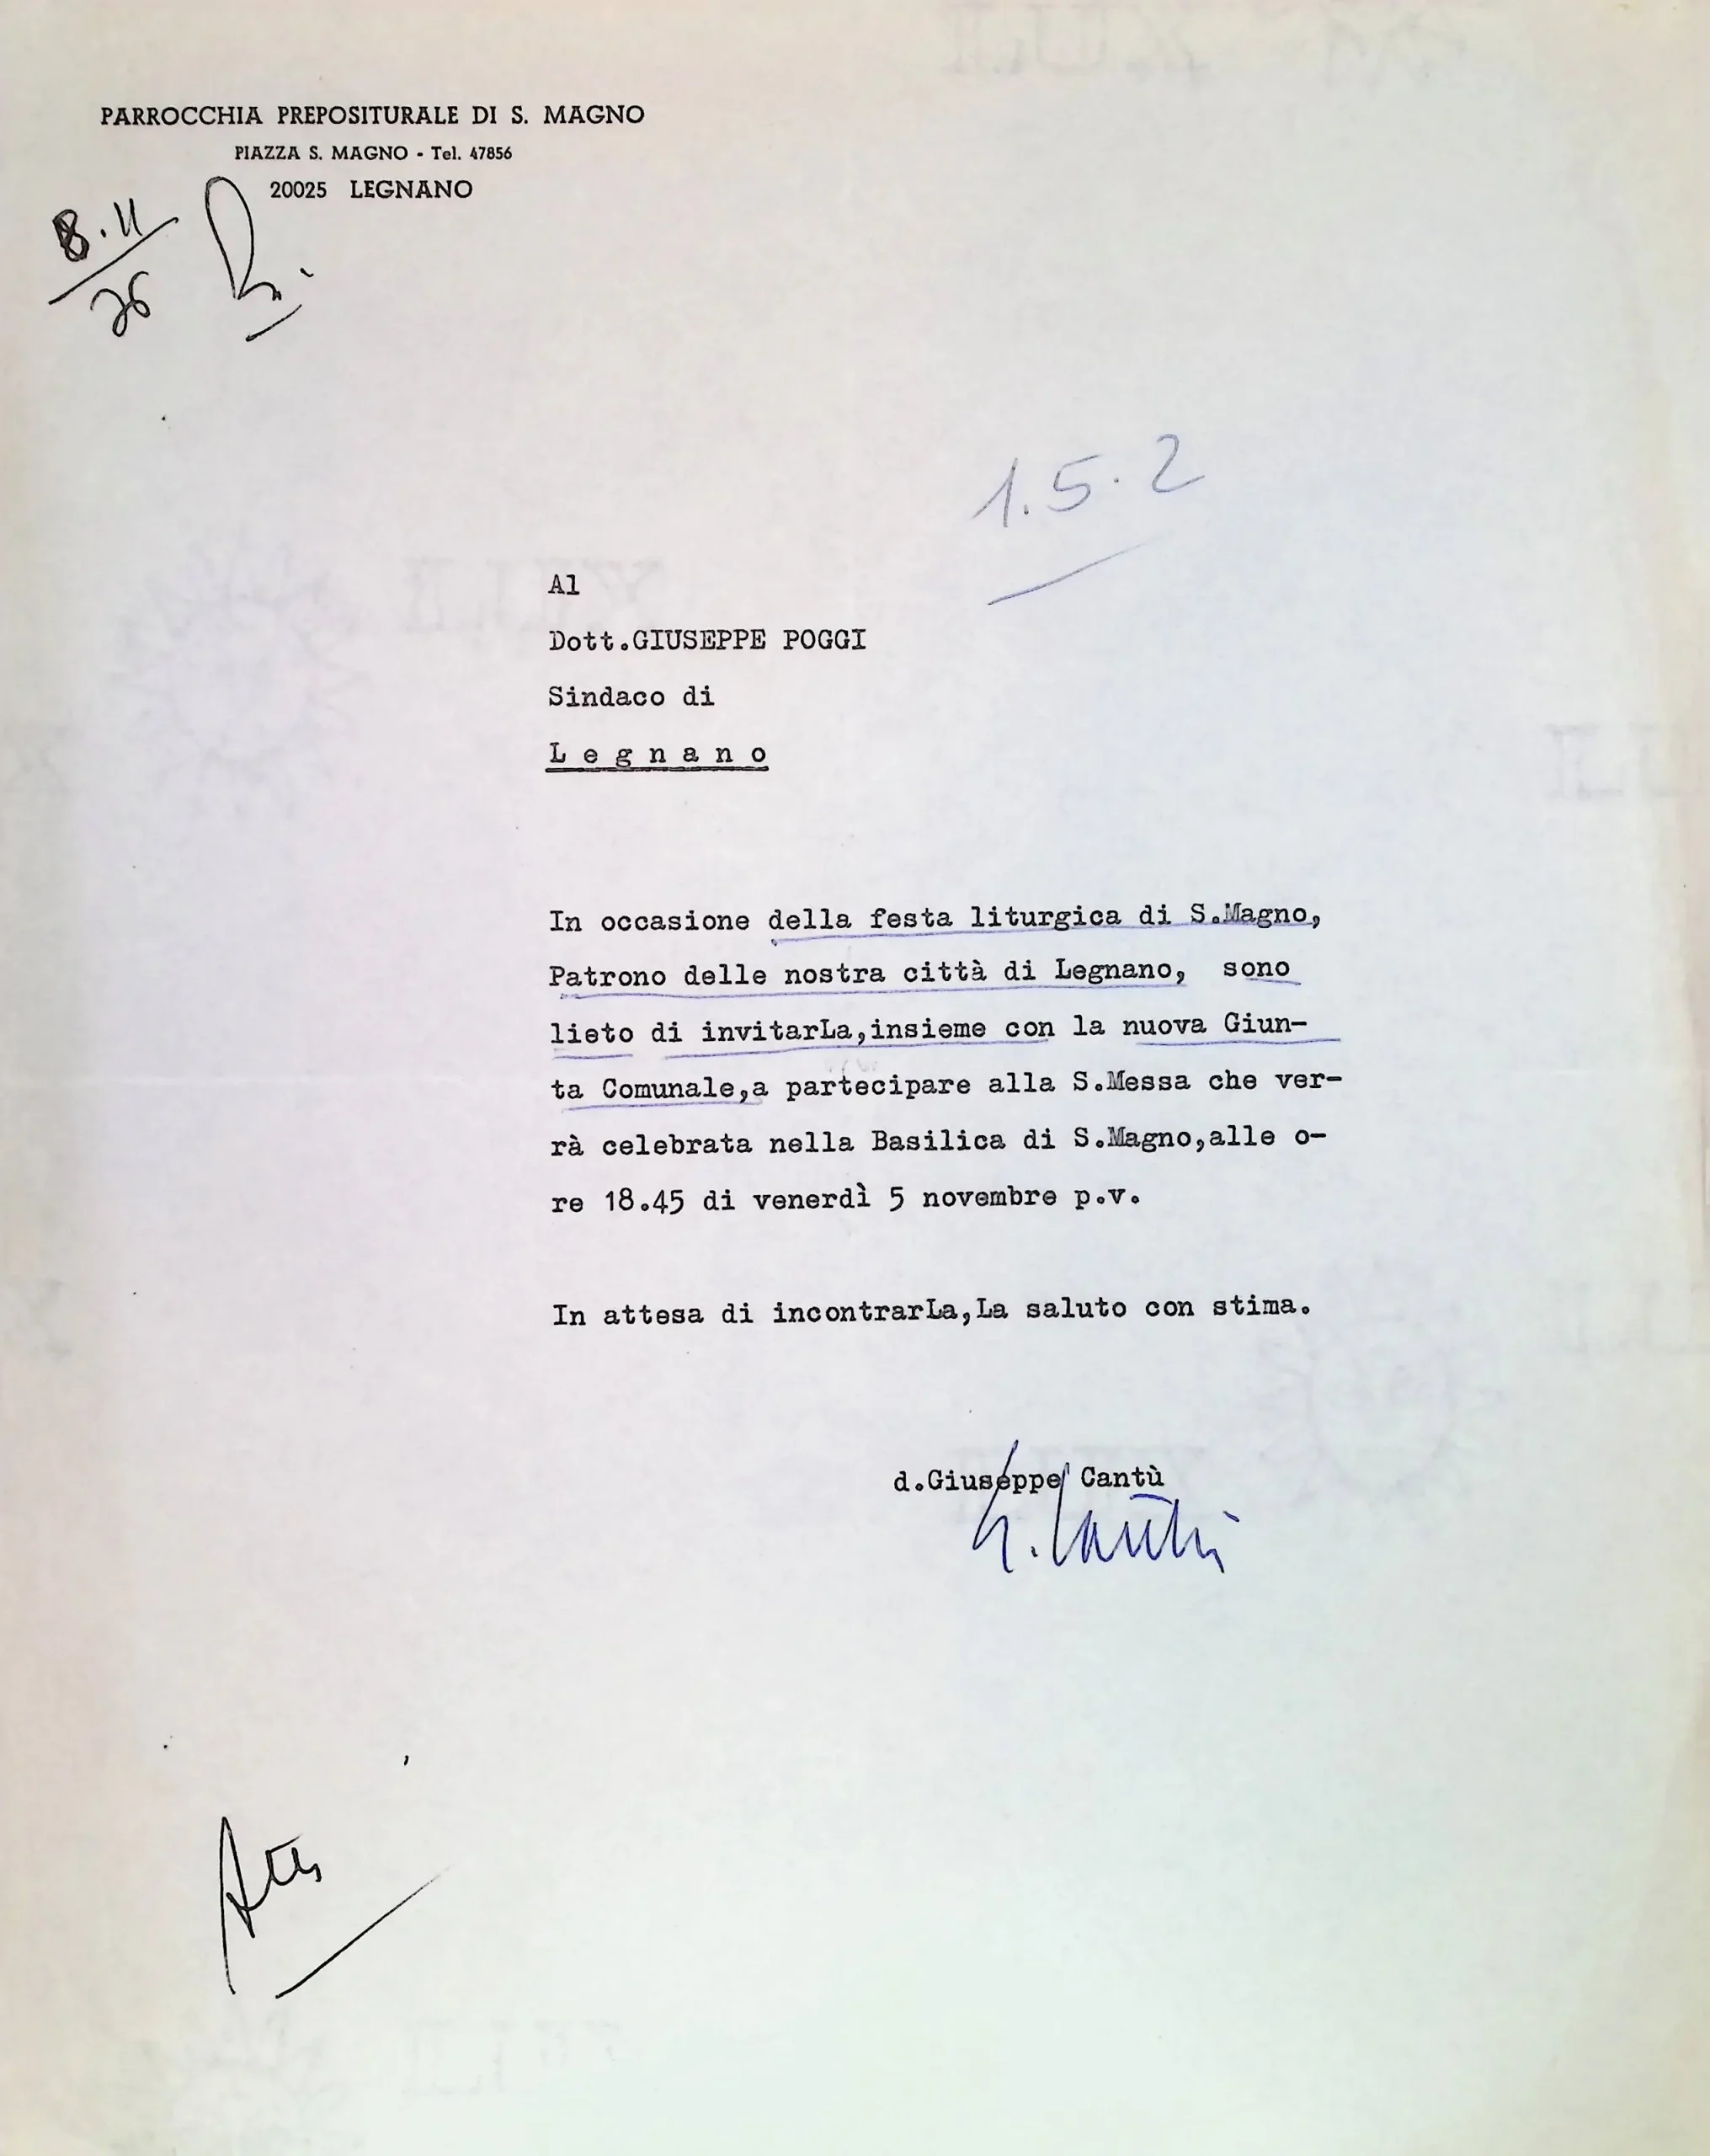 PARROCCHIA PREPOSITURALE DI S. MAGNO
PIAZZA S. MAGNO - Tel. 47856
20025 LEGNANO
8.11
76
1.5.2
Al
Dott.GIUSEPPE POGGI
Sindaco di
Legnano
In occasione della festa liturgica di S.Magno,
Patrono delle nostra città di Legnano, sono
lieto di invitarLa,insieme con la nuova Giun-
ta Comunale,a partecipare alla S.Messa che ver-
rà celebrata nella Basilica di S.Magno,alle o-
re 18.45 di venerdì 5 novembre p.v.
In attesa di incontrarLa,La saluto con stima.
d.Giuseppe Cantù
G. Cantù